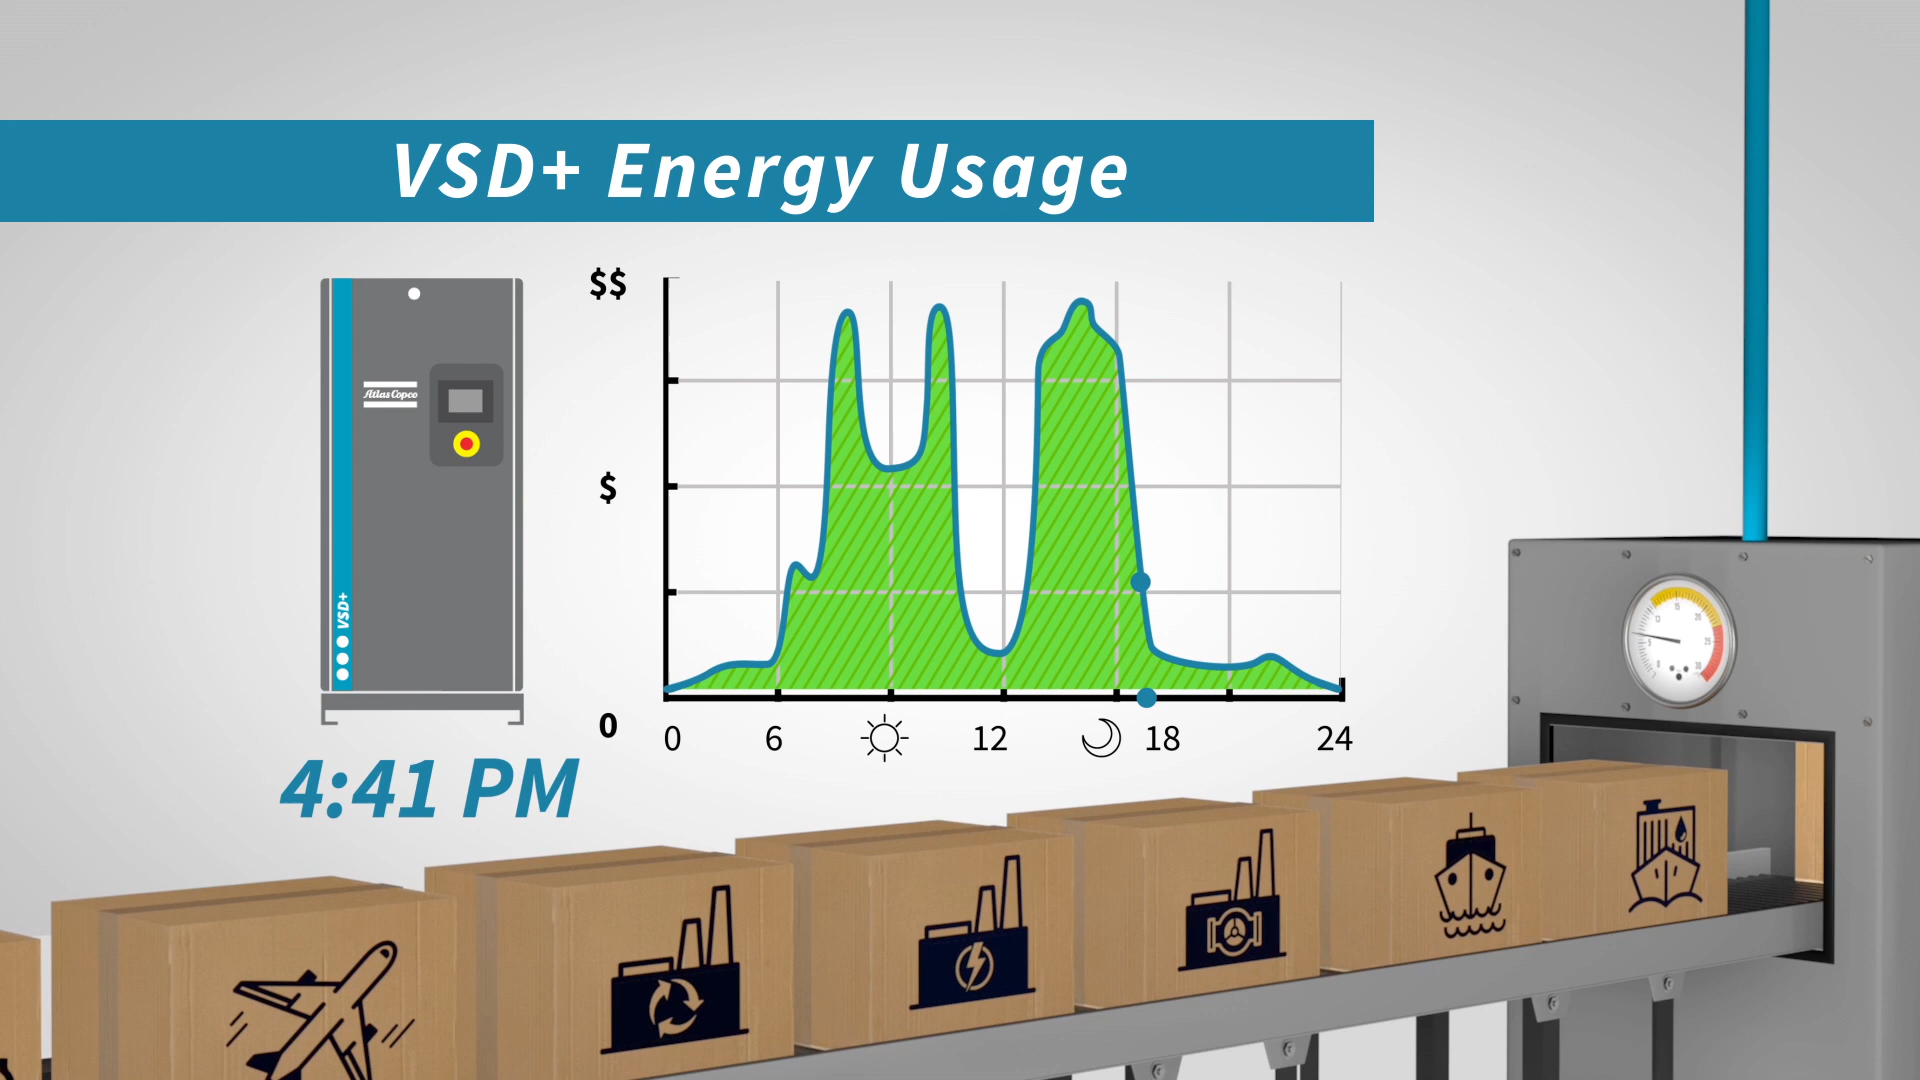 VSD+ Energy Usage
$$
Atlas Copco
$
VSD+
0
0 6 12 18 24
4:41 PM